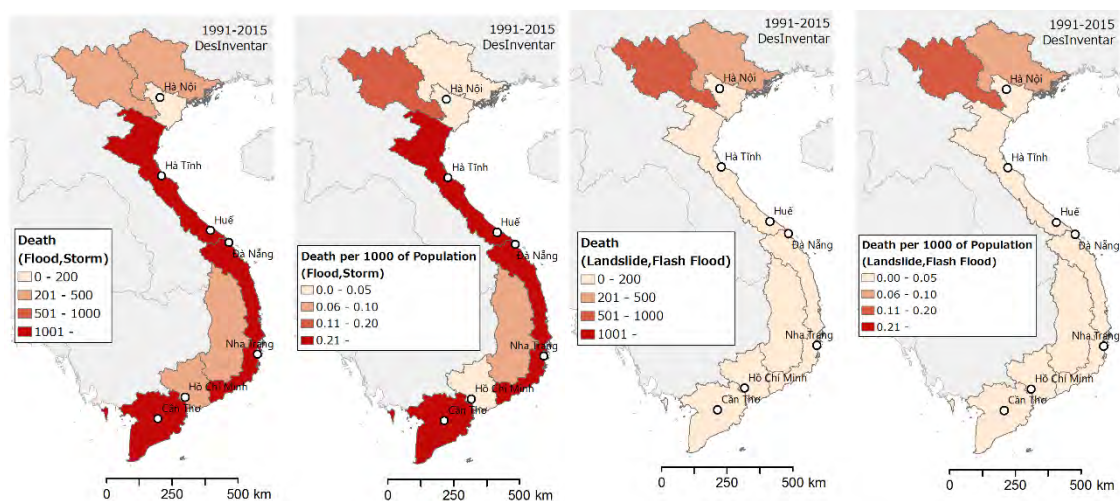 1991-2015
DesInventar
Hà Nội
Hà Tĩnh
Huế
Đà Nẵng
Nha Trang
Hồ Chí Minh
Cần Thơ
Death
(Flood,Storm)
0 - 200
201 - 500
501 - 1000
1001 -
0 250 500 km
1991-2015
DesInventar
Hà Nội
Hà Tĩnh
Huế
Đà Nẵng
Nha Trang
Hồ Chí Minh
Cần Thơ
Death per 1000 of Population
(Flood,Storm)
0.0 - 0.05
0.06 - 0.10
0.11 - 0.20
0.21 -
0 250 500 km
1991-2015
DesInventar
Hà Nội
Hà Tĩnh
Huế
Đà Nẵng
Nha Trang
Hồ Chí Minh
Cần Thơ
Death
(Landslide,Flash Flood)
0 - 200
201 - 500
501 - 1000
1001 -
0 250 500 km
1991-2015
DesInventar
Hà Nội
Hà Tĩnh
Huế
Đà Nẵng
Nha Trang
Hồ Chí Minh
Cần Thơ
Death per 1000 of Population
(Landslide,Flash Flood)
0.00 - 0.05
0.06 - 0.10
0.11 - 0.20
0.21 -
0 250 500 km